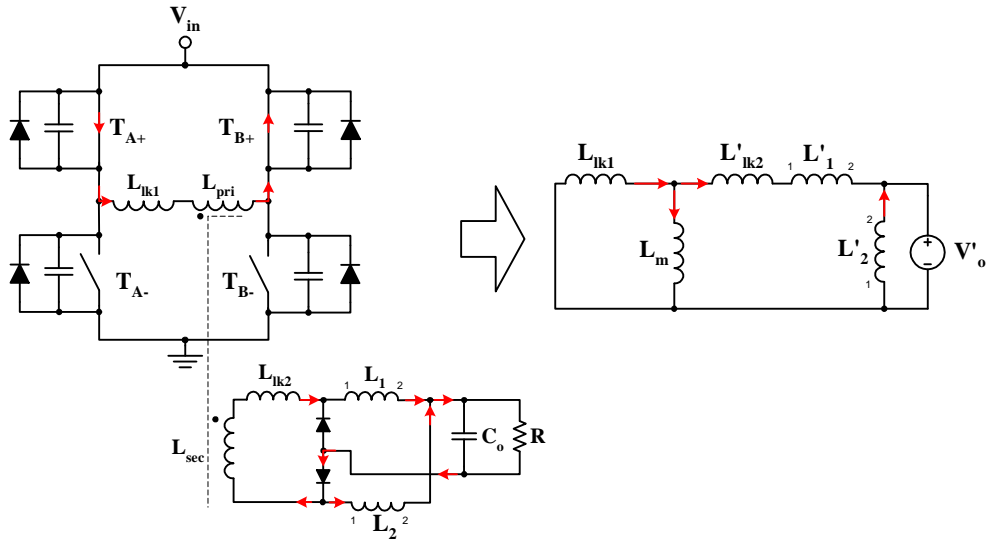 V_in
T_A+
T_B+
L_lk1
L_pri
T_A-
T_B-
L_lk2
1 L_1 2
L_sec
C_o
R
1 L_2 2
L_lk1
L'_lk2
1 L'_1 2
L_m
2
L'_2
1
+
−
V'_o